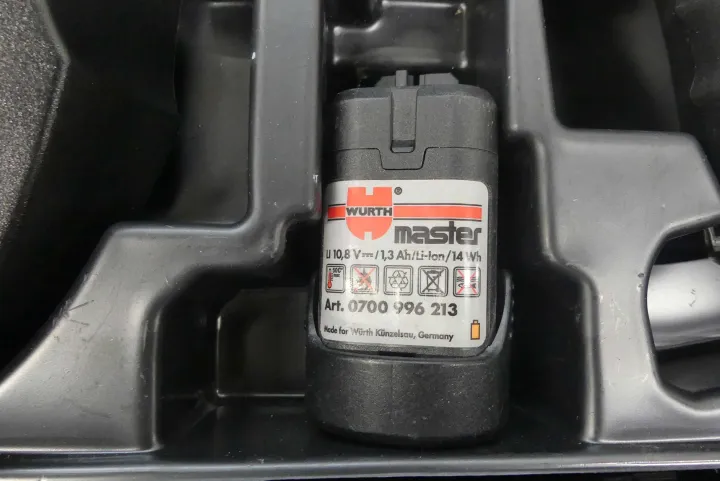 WURTH
®
master
LI 10,8 V⎓/1,3 Ah/Li-Ion/14 Wh
Art. 0700 996 213
Made for Würth Künzelsau, Germany